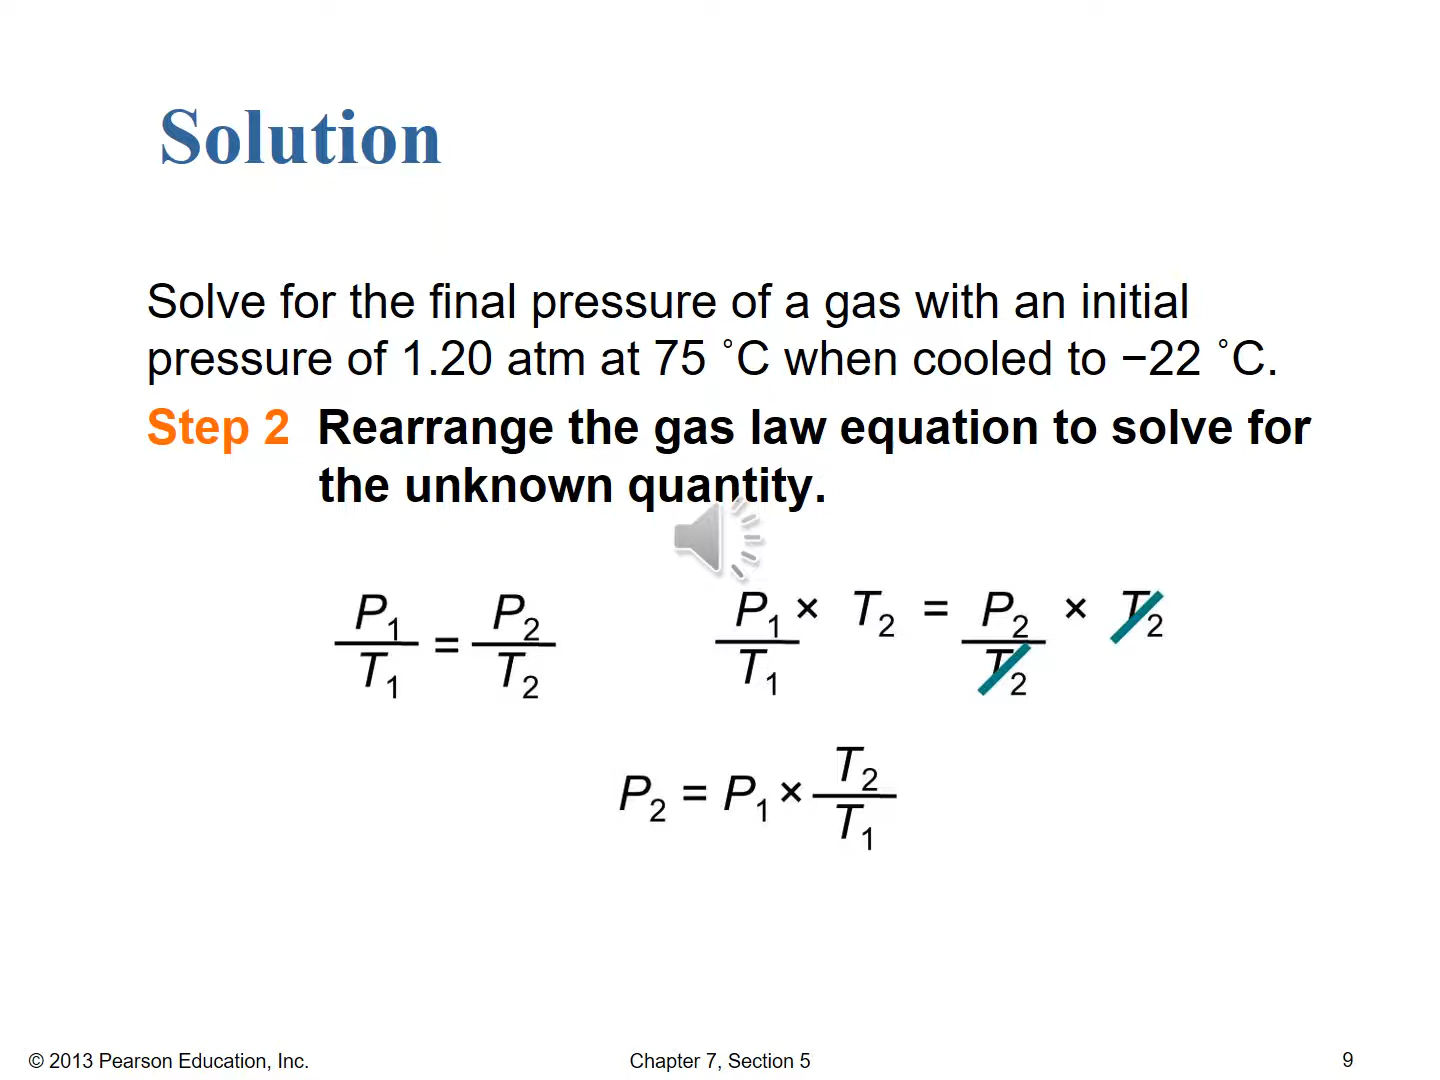 Solution
Solve for the final pressure of a gas with an initial
pressure of 1.20 atm at 75 ˚C when cooled to −22 ˚C.
Step 2 Rearrange the gas law equation to solve for
the unknown quantity.
P₁/T₁ = P₂/T₂
P₁/T₁ × T₂ = P₂/T₂ × T₂
P₂ = P₁ × T₂/T₁
© 2013 Pearson Education, Inc.
Chapter 7, Section 5
9